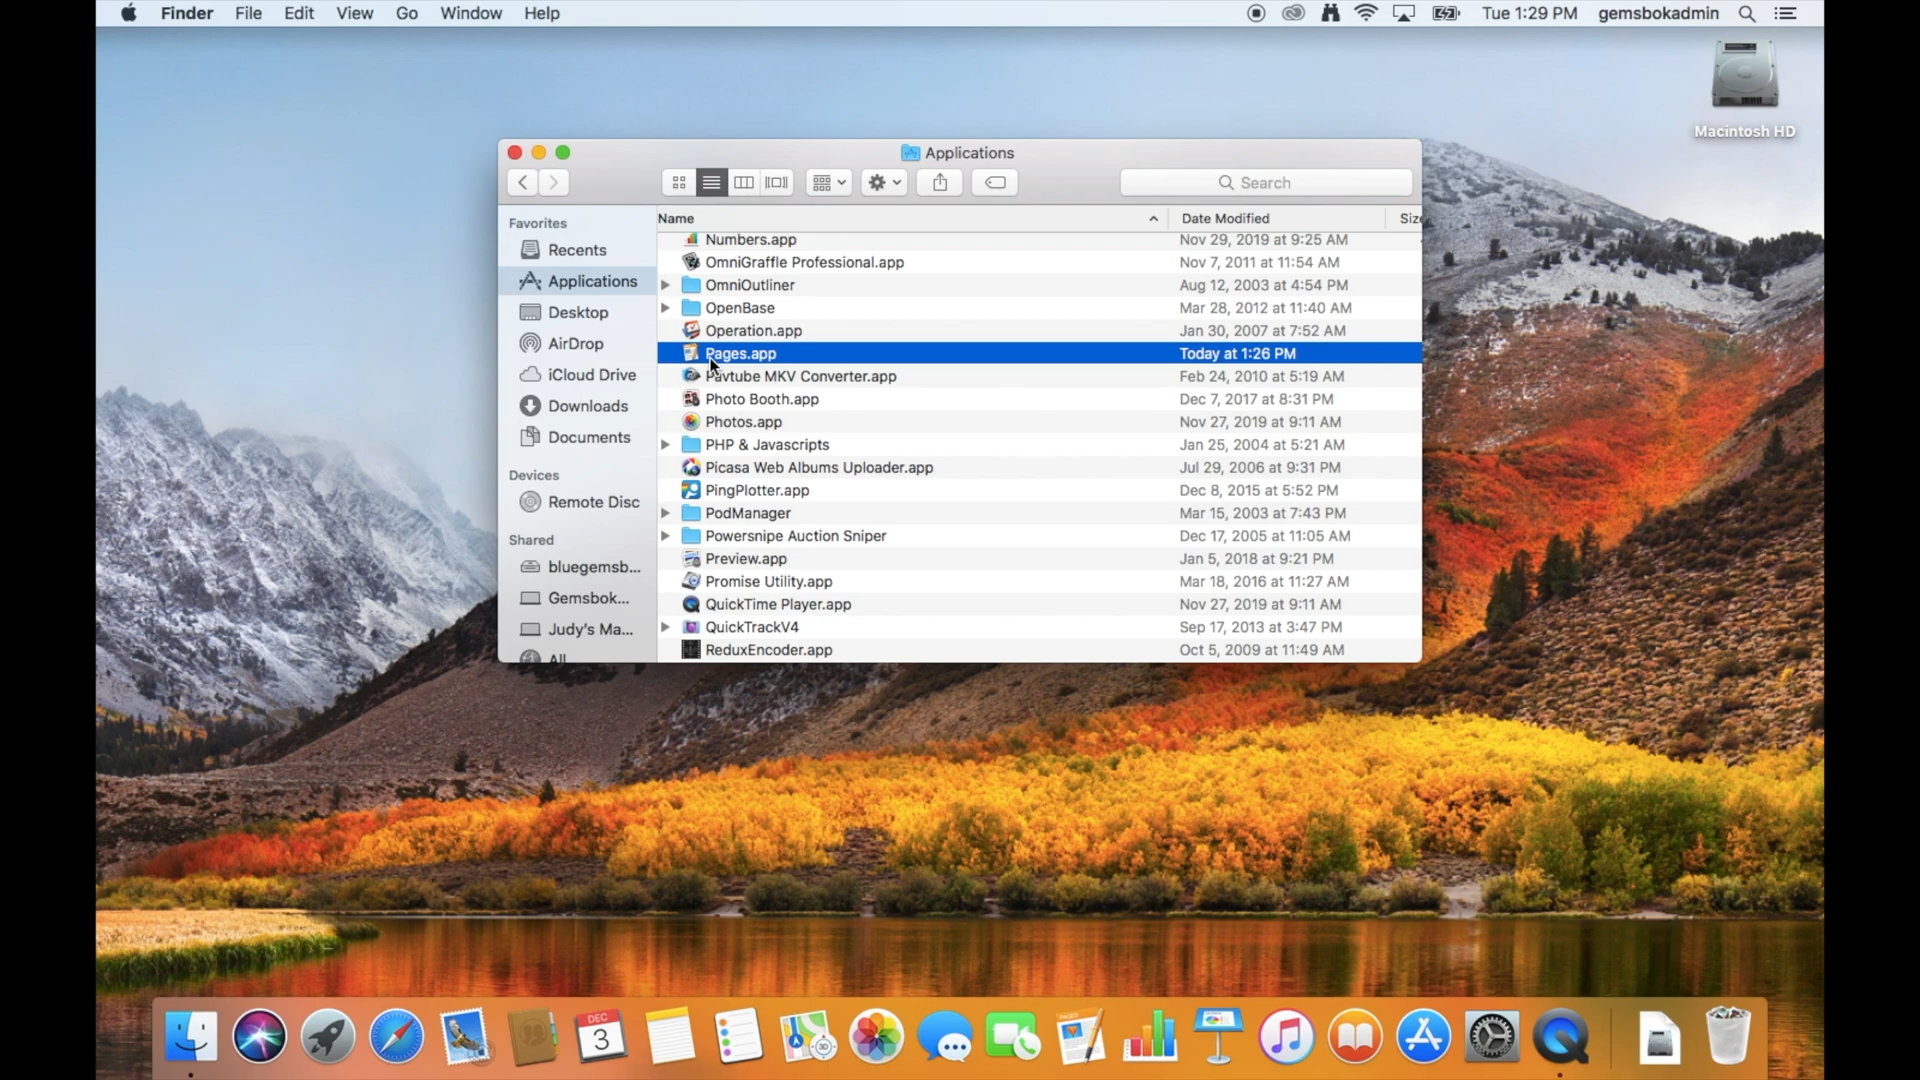 Finder File Edit View Go Window Help Tue 1:29 PM gemsbokadmin
Macintosh HD
Applications
Search
Favorites
Recents
Applications
Desktop
AirDrop
iCloud Drive
Downloads
Documents
Devices
Remote Disc
Shared
bluegemsb...
Gemsbok...
Judy's Ma...
All
Name Date Modified Siz
Numbers.app Nov 29, 2019 at 9:25 AM
OmniGraffle Professional.app Nov 7, 2011 at 11:54 AM
OmniOutliner Aug 12, 2003 at 4:54 PM
OpenBase Mar 28, 2012 at 11:40 AM
Operation.app Jan 30, 2007 at 7:52 AM
Pages.app Today at 1:26 PM
Pavtube MKV Converter.app Feb 24, 2010 at 5:19 AM
Photo Booth.app Dec 7, 2017 at 8:31 PM
Photos.app Nov 27, 2019 at 9:11 AM
PHP & Javascripts Jan 25, 2004 at 5:21 AM
Picasa Web Albums Uploader.app Jul 29, 2006 at 9:31 PM
PingPlotter.app Dec 8, 2015 at 5:52 PM
PodManager Mar 15, 2003 at 7:43 PM
Powersnipe Auction Sniper Dec 17, 2005 at 11:05 AM
Preview.app Jan 5, 2018 at 9:21 PM
Promise Utility.app Mar 18, 2016 at 11:27 AM
QuickTime Player.app Nov 27, 2019 at 9:11 AM
QuickTrackV4 Sep 17, 2013 at 3:47 PM
ReduxEncoder.app Oct 5, 2009 at 11:49 AM
DEC
3
3D
PAGES